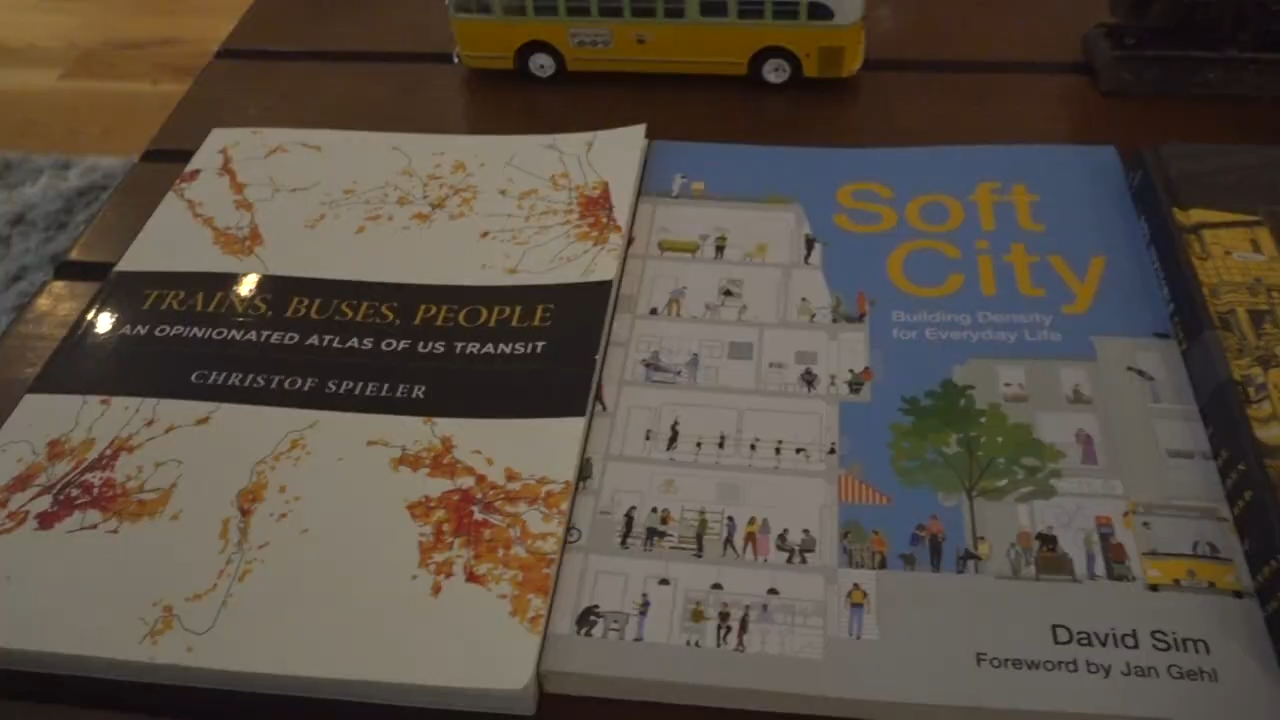 TRAINS, BUSES, PEOPLE
AN OPINIONATED ATLAS OF US TRANSIT
CHRISTOF SPIELER
Soft
City
Building Density
for Everyday Life
David Sim
Foreword by Jan Gehl